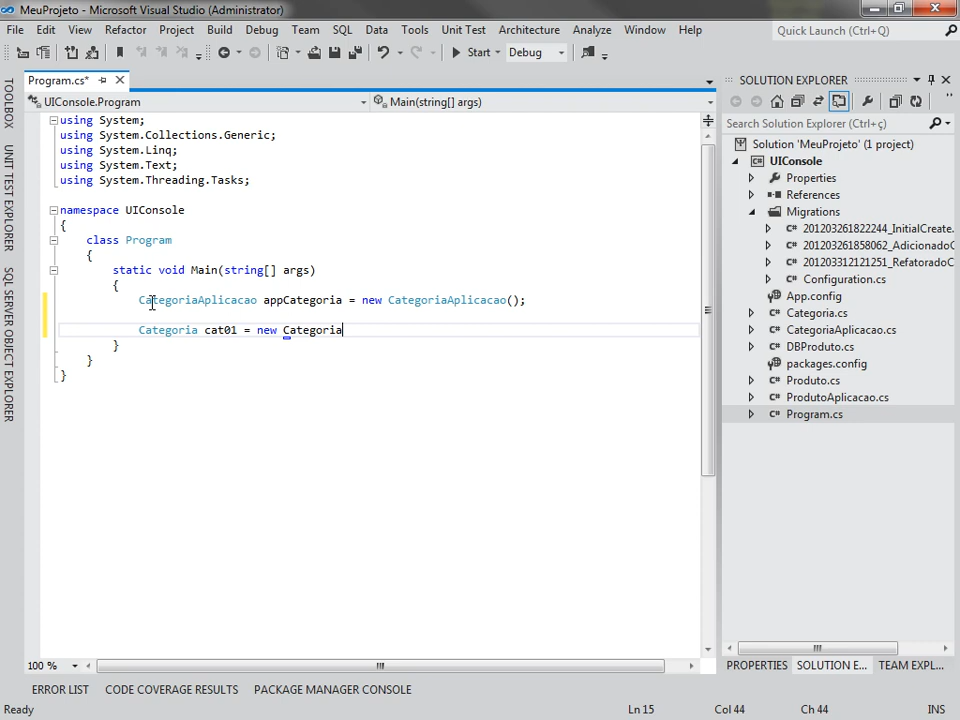 MeuProjeto - Microsoft Visual Studio (Administrator)
File Edit View Refactor Project Build Debug Team SQL Data Tools Unit Test Architecture Analyze Window Help
Quick Launch (Ctrl+Q)
Start Debug
Program.cs*
UIConsole.Program Main(string[] args)
TOOLBOX
UNIT TEST EXPLORER
SQL SERVER OBJECT EXPLORER
using System;
using System.Collections.Generic;
using System.Linq;
using System.Text;
using System.Threading.Tasks;
namespace UIConsole
{
class Program
{
static void Main(string[] args)
{
CategoriaAplicacao appCategoria = new CategoriaAplicacao();
Categoria cat01 = new Categoria
}
}
}
100 %
SOLUTION EXPLORER
Search Solution Explorer (Ctrl+ç)
Solution 'MeuProjeto' (1 project)
UIConsole
Properties
References
Migrations
201203261822244_InitialCreate.
201203261858062_AdicionadoC
201203312121251_RefatoradoC
Configuration.cs
App.config
Categoria.cs
CategoriaAplicacao.cs
DBProduto.cs
packages.config
Produto.cs
ProdutoAplicacao.cs
Program.cs
PROPERTIES SOLUTION E... TEAM EXPL...
ERROR LIST CODE COVERAGE RESULTS PACKAGE MANAGER CONSOLE
Ready Ln 15 Col 44 Ch 44 INS